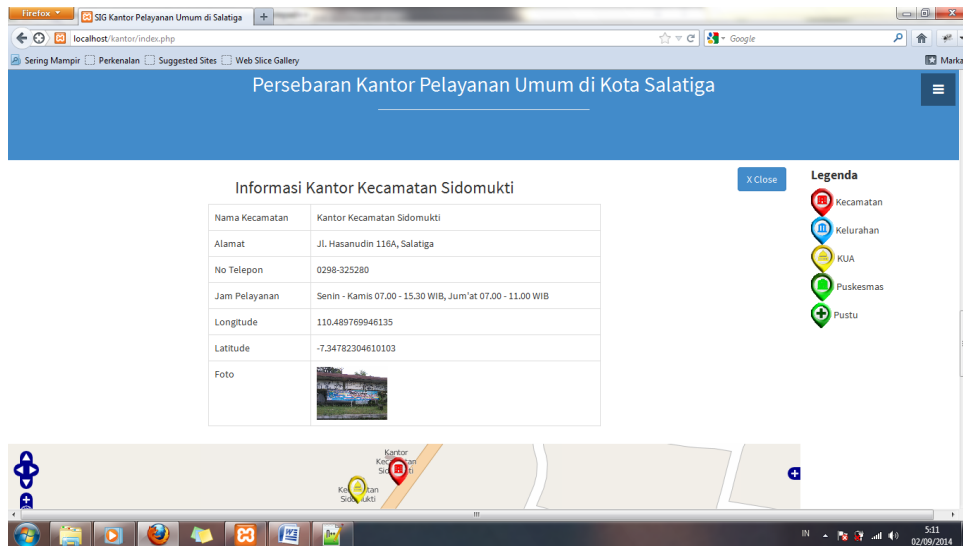 Firefox
SIG Kantor Pelayanan Umum di Salatiga
localhost/kantor/index.php
Google
Sering Mampir
Perkenalan
Suggested Sites
Web Slice Gallery
Marka
Persebaran Kantor Pelayanan Umum di Kota Salatiga
X Close
Informasi Kantor Kecamatan Sidomukti
Nama Kecamatan Kantor Kecamatan Sidomukti
Alamat Jl. Hasanudin 116A, Salatiga
No Telepon 0298-325280
Jam Pelayanan Senin - Kamis 07.00 - 15.30 WIB, Jum'at 07.00 - 11.00 WIB
Longitude 110.489769946135
Latitude -7.34782304610103
Foto
Legenda
Kecamatan
Kelurahan
KUA
Puskesmas
Pustu
Kantor
IN
5:11
02/09/2014